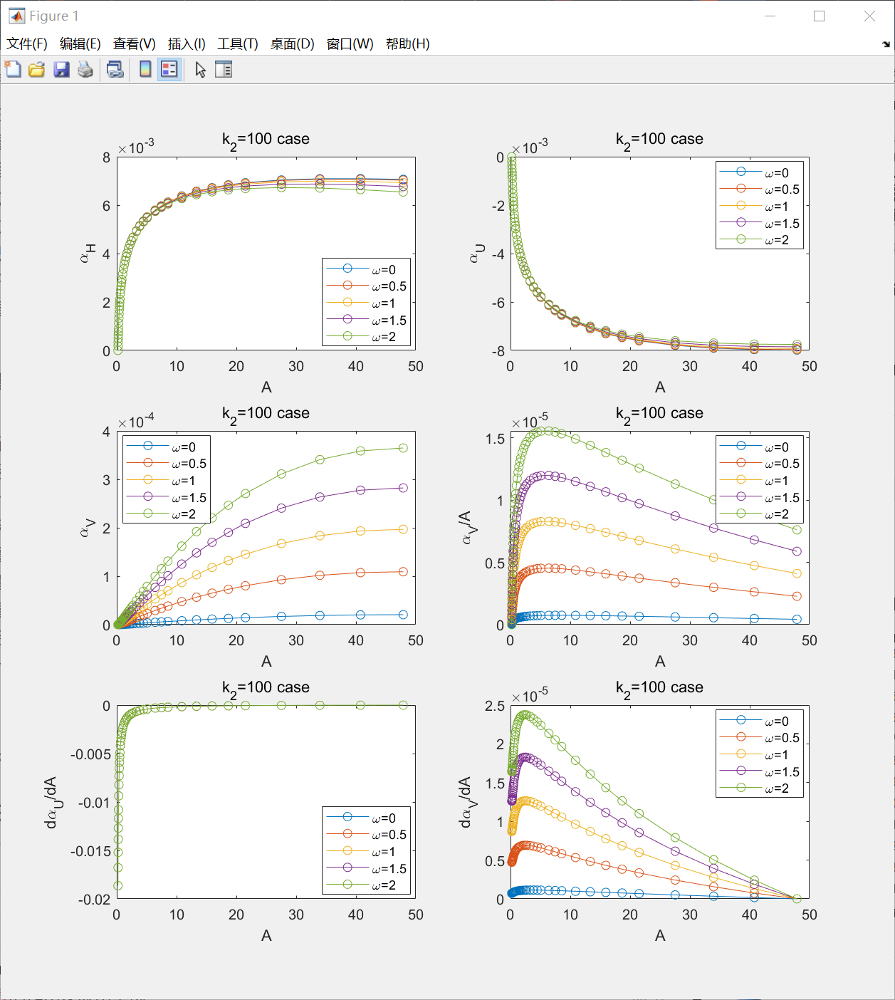 Figure 1
文件(F) 编辑(E) 查看(V) 插入(I) 工具(T) 桌面(D) 窗口(W) 帮助(H)
k₂=100 case
×10⁻³
8
6
4
2
0
0 10 20 30 40 50
α_H
A
ω=0
ω=0.5
ω=1
ω=1.5
ω=2
k₂=100 case
×10⁻³
0
-2
-4
-6
-8
0 10 20 30 40 50
α_U
A
ω=0
ω=0.5
ω=1
ω=1.5
ω=2
k₂=100 case
×10⁻⁴
4
3
2
1
0
0 10 20 30 40 50
α_V
A
ω=0
ω=0.5
ω=1
ω=1.5
ω=2
k₂=100 case
×10⁻⁵
1.5
1
0.5
0
0 10 20 30 40 50
α_V/A
A
ω=0
ω=0.5
ω=1
ω=1.5
ω=2
k₂=100 case
0
-0.005
-0.01
-0.015
-0.02
0 10 20 30 40 50
dα_U/dA
A
ω=0
ω=0.5
ω=1
ω=1.5
ω=2
k₂=100 case
×10⁻⁵
2.5
2
1.5
1
0.5
0
0 10 20 30 40 50
dα_V/dA
A
ω=0
ω=0.5
ω=1
ω=1.5
ω=2